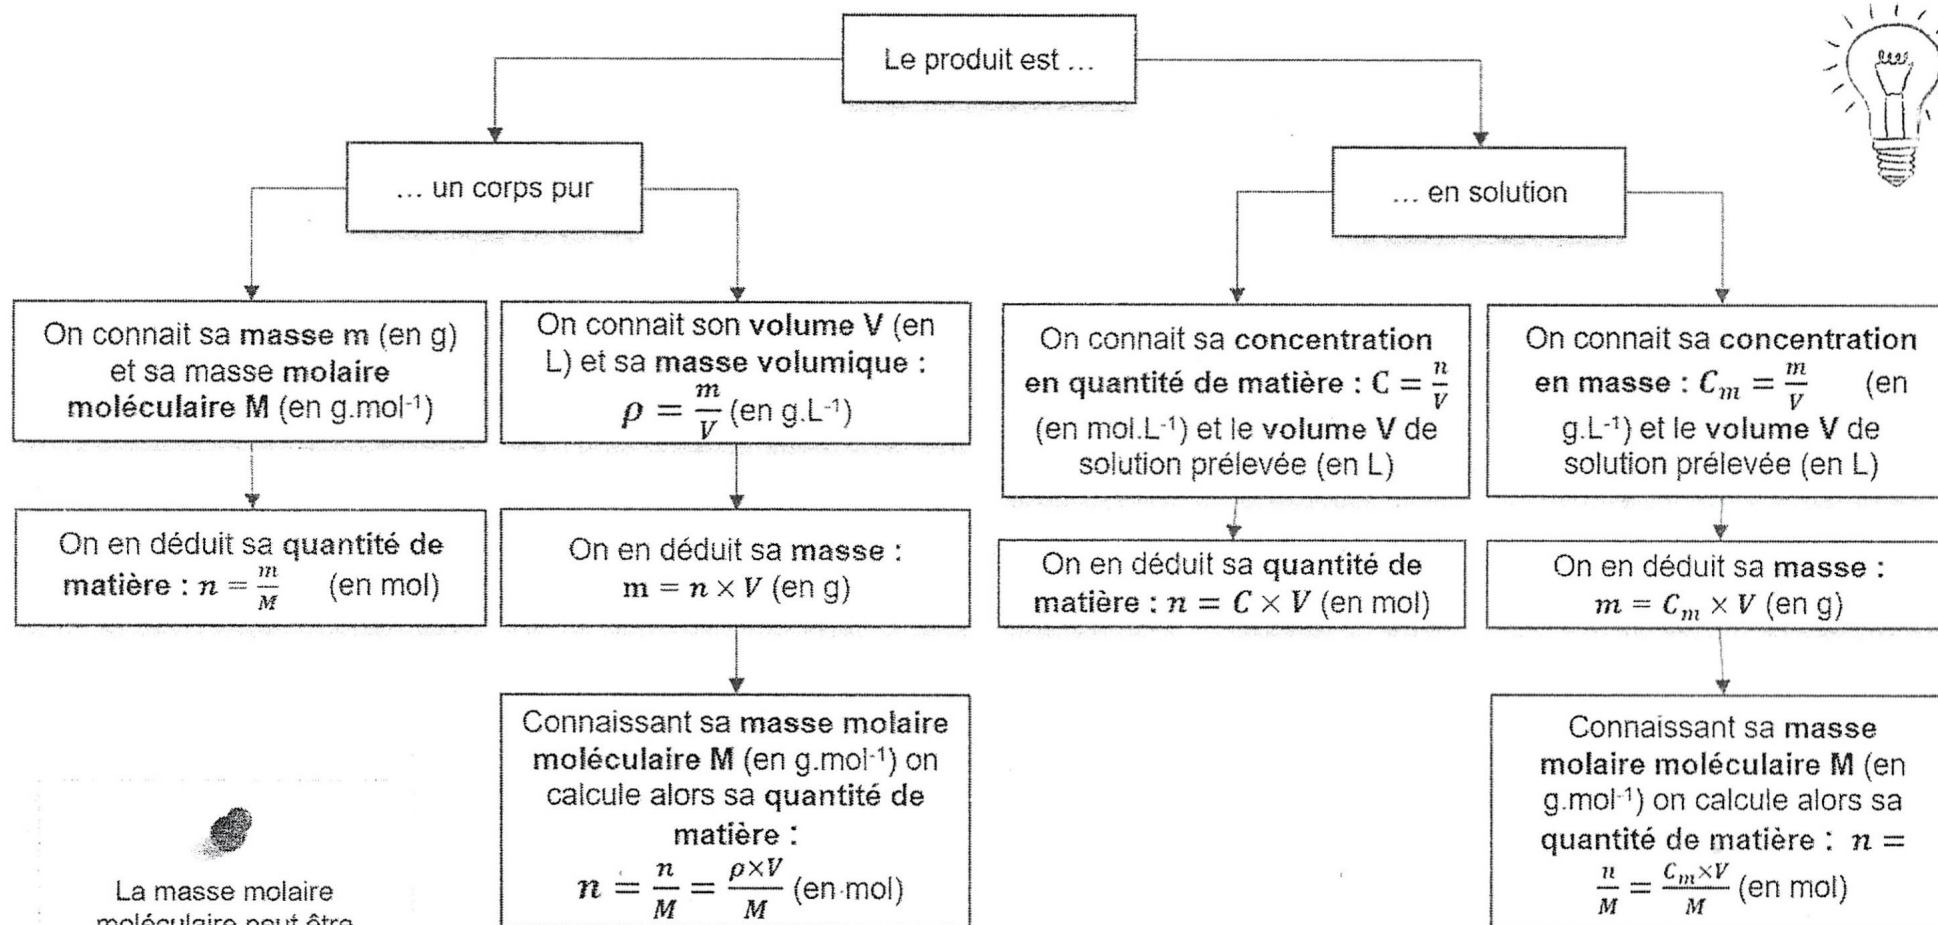 Le produit est ...
... un corps pur
... en solution
On connait sa masse m (en g)
et sa masse molaire
moléculaire M (en g.mol⁻¹)
On connait son volume V (en
L) et sa masse volumique :
ρ = m/V (en g.L⁻¹)
On connait sa concentration
en quantité de matière : C = n/V
(en mol.L⁻¹) et le volume V de
solution prélevée (en L)
On connait sa concentration
en masse : Cₘ = m/V (en
g.L⁻¹) et le volume V de
solution prélevée (en L)
On en déduit sa quantité de
matière : n = m/M (en mol)
On en déduit sa masse :
m = n × V (en g)
On en déduit sa quantité de
matière : n = C × V (en mol)
On en déduit sa masse :
m = Cₘ × V (en g)
Connaissant sa masse molaire
moléculaire M (en g.mol⁻¹) on
calcule alors sa quantité de
matière :
n = n/M = ρ×V/M (en mol)
Connaissant sa masse
molaire moléculaire M (en
g.mol⁻¹) on calcule alors sa
quantité de matière : n =
n/M = Cₘ×V/M (en mol)
La masse molaire
moléculaire peut être